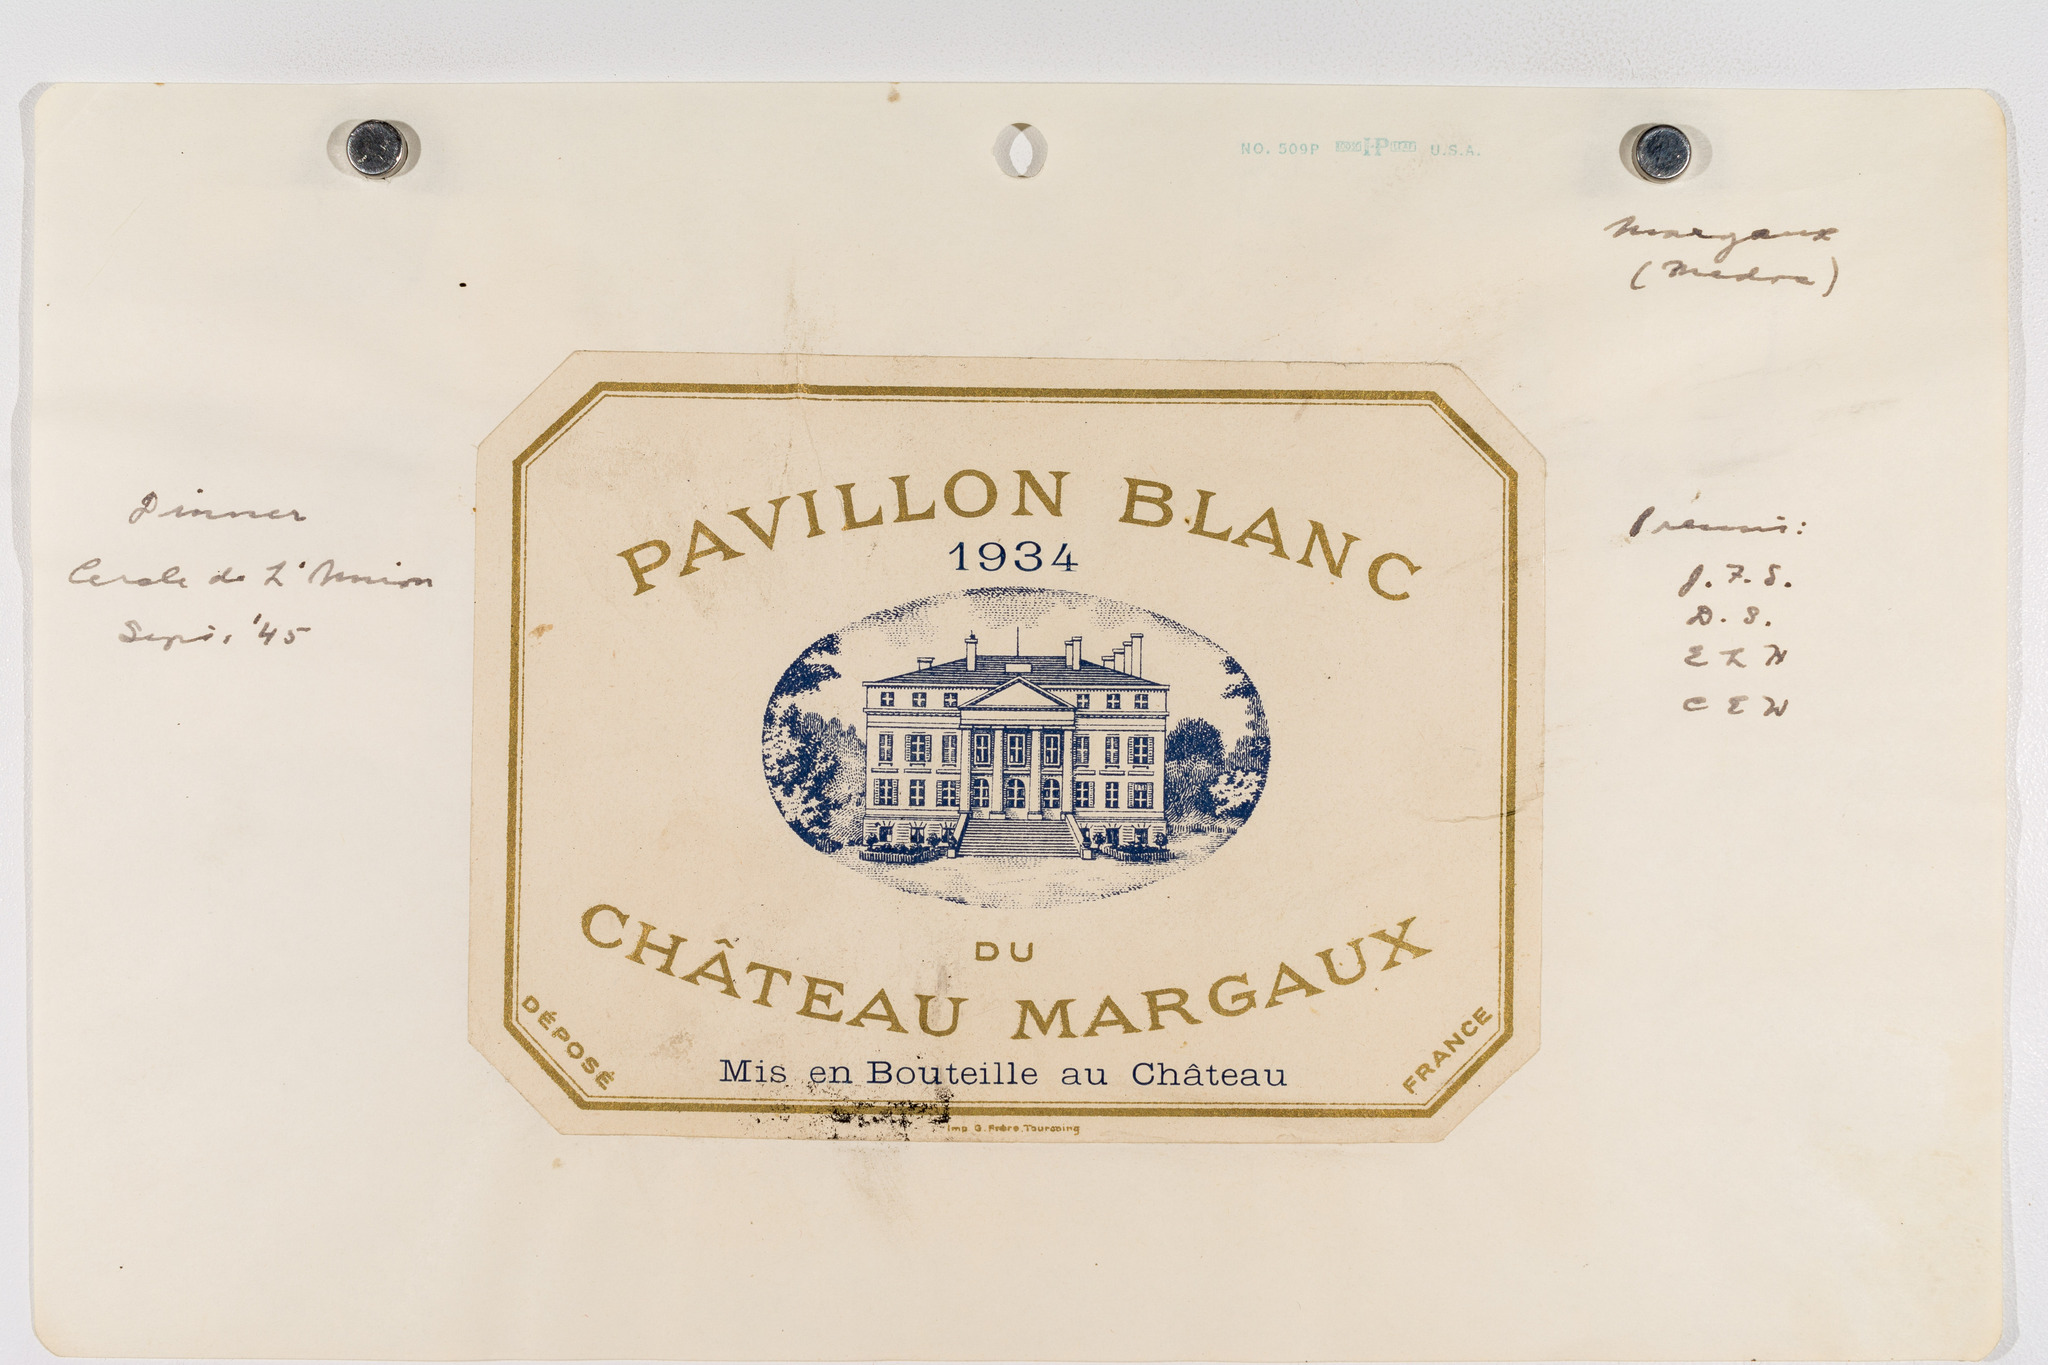 NO. 509P U.S.A.
Margaux
(Medoc)
Dinner
Cercle de L'Union
Sept. '45
PAVILLON BLANC
1934
DU
CHÂTEAU MARGAUX
Mis en Bouteille au Château
DÉPOSÉ
FRANCE
Imp. G. Frère, Tourcoing
Present:
J.F.S.
D.S.
E L W
C E W